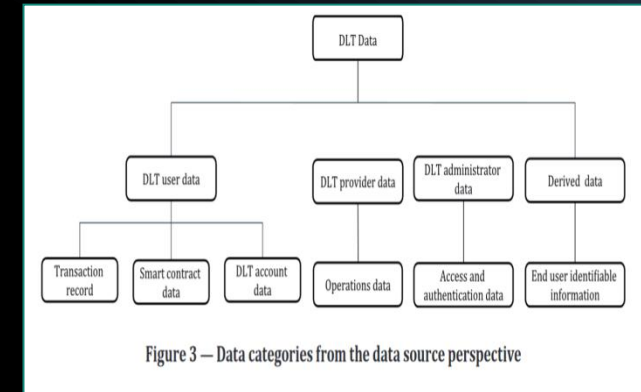 DLT Data
DLT user data
DLT provider data
DLT administrator
data
Derived data
Transaction
record
Smart contract
data
DLT account
data
Operations data
Access and
authentication data
End user identifiable
information
Figure 3 — Data categories from the data source perspective